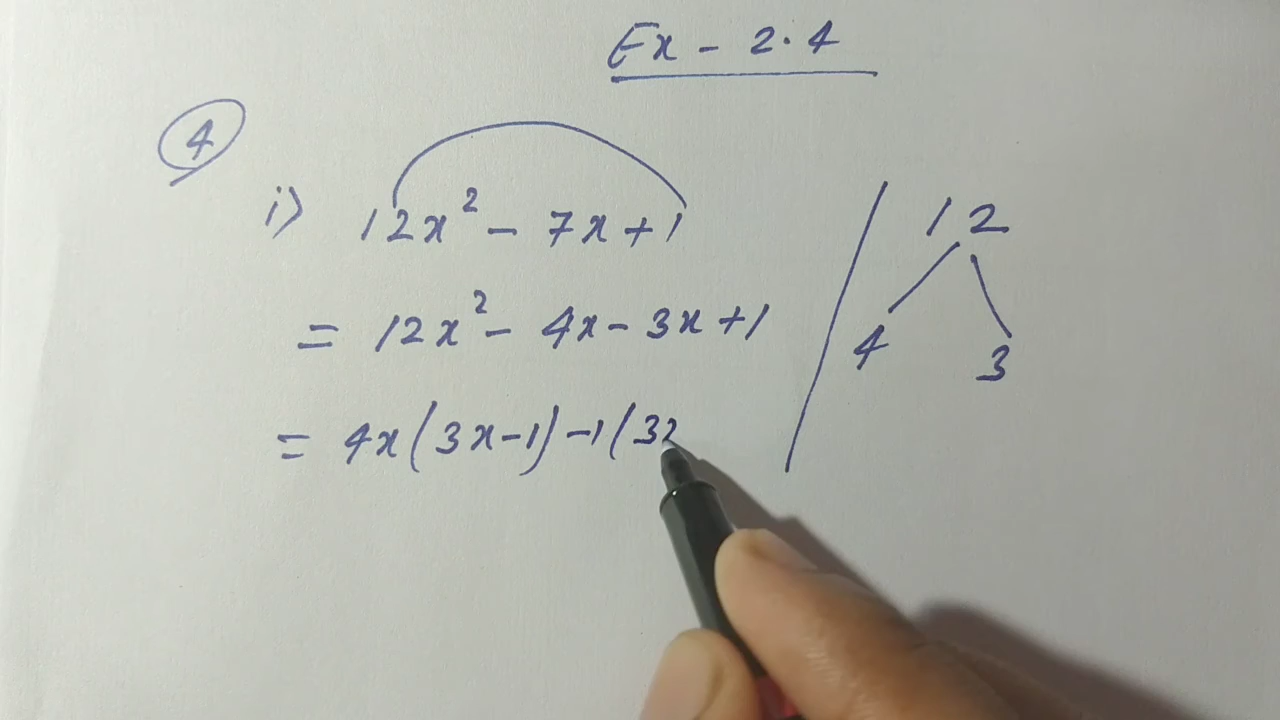 Ex - 2.4
4
i) 12x² - 7x + 1
= 12x² - 4x - 3x + 1
= 4x(3x-1) -1(3x
12
4 3